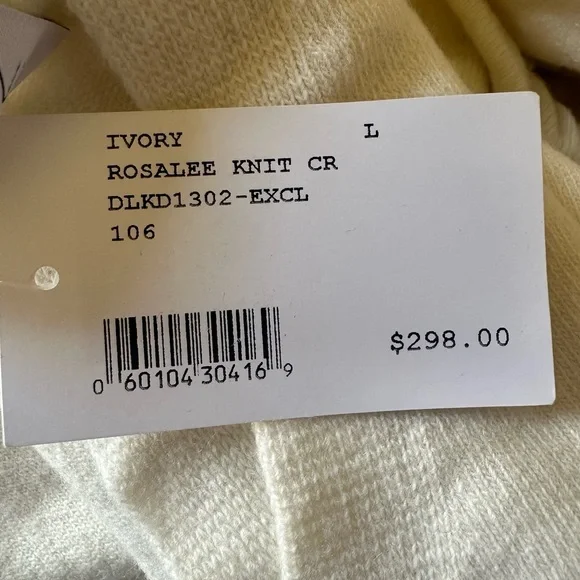 IVORY L
ROSALEE KNIT CR
DLKD1302-EXCL
106
$298.00
0 60104 30416 9